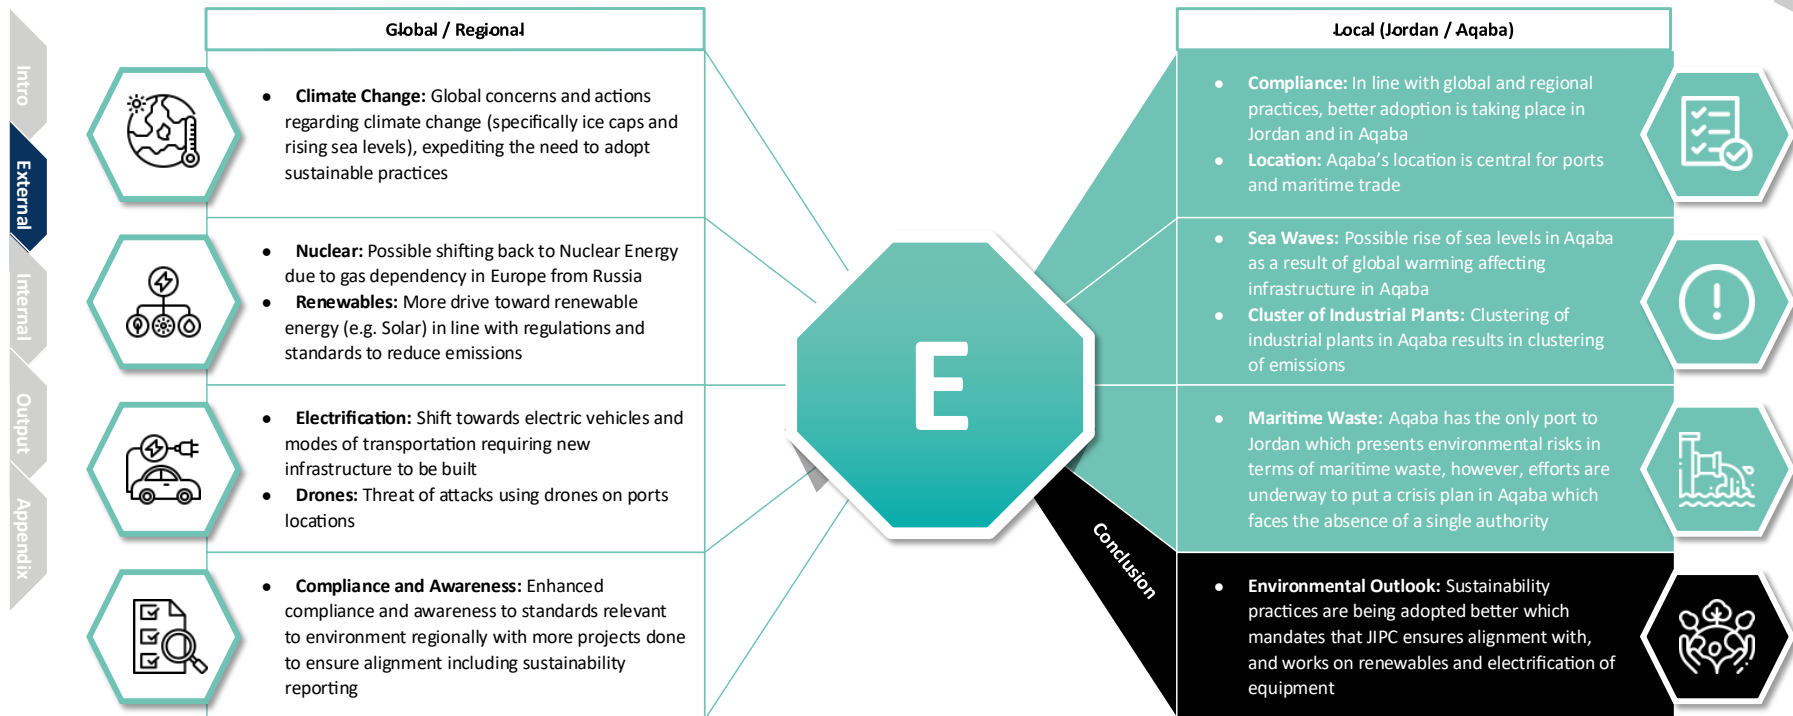 Intro
External
Internal
Output
Appendix
Global / Regional
● Climate Change: Global concerns and actions
regarding climate change (specifically ice caps and
rising sea levels), expediting the need to adopt
sustainable practices
● Nuclear: Possible shifting back to Nuclear Energy
due to gas dependency in Europe from Russia
● Renewables: More drive toward renewable
energy (e.g. Solar) in line with regulations and
standards to reduce emissions
● Electrification: Shift towards electric vehicles and
modes of transportation requiring new
infrastructure to be built
● Drones: Threat of attacks using drones on ports
locations
● Compliance and Awareness: Enhanced
compliance and awareness to standards relevant
to environment regionally with more projects done
to ensure alignment including sustainability
reporting
E
Conclusion
Local (Jordan / Aqaba)
● Compliance: In line with global and regional
practices, better adoption is taking place in
Jordan and in Aqaba
● Location: Aqaba's location is central for ports
and maritime trade
● Sea Waves: Possible rise of sea levels in Aqaba
as a result of global warming affecting
infrastructure in Aqaba
● Cluster of Industrial Plants: Clustering of
industrial plants in Aqaba results in clustering
of emissions
● Maritime Waste: Aqaba has the only port to
Jordan which presents environmental risks in
terms of maritime waste, however, efforts are
underway to put a crisis plan in Aqaba which
faces the absence of a single authority
● Environmental Outlook: Sustainability
practices are being adopted better which
mandates that JIPC ensures alignment with,
and works on renewables and electrification of
equipment